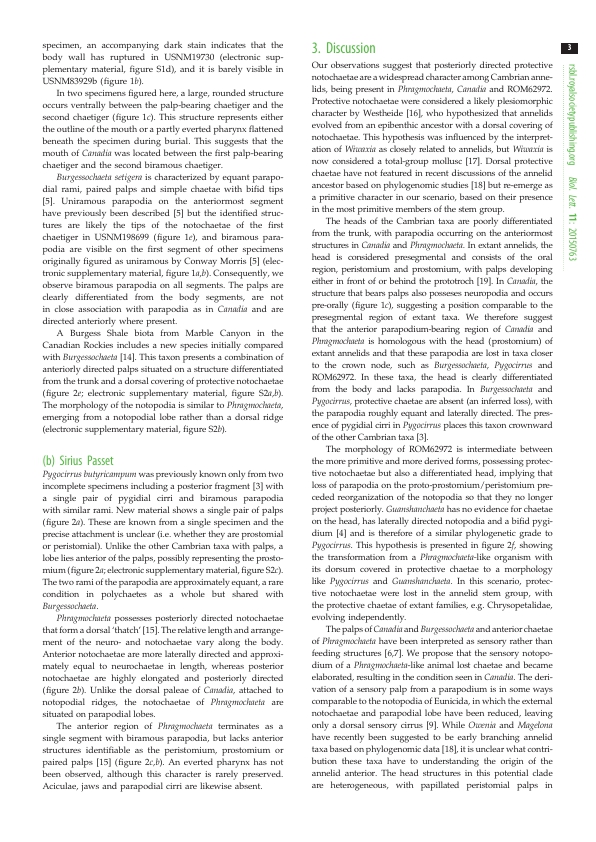 specimen, an accompanying dark stain indicates that the
body wall has ruptured in USNM19730 (electronic sup-
plementary material, figure S1d), and it is barely visible in
USNM83929b (figure 1b).
In two specimens figured here, a large, rounded structure
occurs ventrally between the palp-bearing chaetiger and the
second chaetiger (figure 1c). This structure represents either
the outline of the mouth or a partly everted pharynx flattened
beneath the specimen during burial. This suggests that the
mouth of Canadia was located between the first palp-bearing
chaetiger and the second biramous chaetiger.
Burgessochaeta setigera is characterized by equant parapo-
dial rami, paired palps and simple chaetae with bifid tips
[5]. Uniramous parapodia on the anteriormost segment
have previously been described [5] but the identified struc-
tures are likely the tips of the notochaetae of the first
chaetiger in USNM198699 (figure 1e), and biramous para-
podia are visible on the first segment of other specimens
originally figured as uniramous by Conway Morris [5] (elec-
tronic supplementary material, figure 1a,b). Consequently, we
observe biramous parapodia on all segments. The palps are
clearly differentiated from the body segments, are not
in close association with parapodia as in Canadia and are
directed anteriorly where present.
A Burgess Shale biota from Marble Canyon in the
Canadian Rockies includes a new species initially compared
with Burgessochaeta [14]. This taxon presents a combination of
anteriorly directed palps situated on a structure differentiated
from the trunk and a dorsal covering of protective notochaetae
(figure 2e; electronic supplementary material, figure S2a,b).
The morphology of the notopodia is similar to Phragmochaeta,
emerging from a notopodial lobe rather than a dorsal ridge
(electronic supplementary material, figure S2b).
(b) Sirius Passet
Pygocirrus butyricampum was previously known only from two
incomplete specimens including a posterior fragment [3] with
a single pair of pygidial cirri and biramous parapodia
with similar rami. New material shows a single pair of palps
(figure 2a). These are known from a single specimen and the
precise attachment is unclear (i.e. whether they are prostomial
or peristomial). Unlike the other Cambrian taxa with palps, a
lobe lies anterior of the palps, possibly representing the prosto-
mium (figure 2a; electronic supplementary material, figure S2c).
The two rami of the parapodia are approximately equant, a rare
condition in polychaetes as a whole but shared with
Burgessochaeta.
Phragmochaeta possesses posteriorly directed notochaetae
that form a dorsal ‘thatch’ [15]. The relative length and arrange-
ment of the neuro- and notochaetae vary along the body.
Anterior notochaetae are more laterally directed and approxi-
mately equal to neurochaetae in length, whereas posterior
notochaetae are highly elongated and posteriorly directed
(figure 2b). Unlike the dorsal paleae of Canadia, attached to
notopodial ridges, the notochaetae of Phragmochaeta are
situated on parapodial lobes.
The anterior region of Phragmochaeta terminates as a
single segment with biramous parapodia, but lacks anterior
structures identifiable as the peristomium, prostomium or
paired palps [15] (figure 2c,b). An everted pharynx has not
been observed, although this character is rarely preserved.
Aciculae, jaws and parapodial cirri are likewise absent.
3. Discussion
Our observations suggest that posteriorly directed protective
notochaetae are a widespread character among Cambrian anne-
lids, being present in Phragmochaeta, Canadia and ROM62972.
Protective notochaetae were considered a likely plesiomorphic
character by Westheide [16], who hypothesized that annelids
evolved from an epibenthic ancestor with a dorsal covering of
notochaetae. This hypothesis was influenced by the interpret-
ation of Wiwaxia as closely related to annelids, but Wiwaxia is
now considered a total-group mollusc [17]. Dorsal protective
chaetae have not featured in recent discussions of the annelid
ancestor based on phylogenomic studies [18] but re-emerge as
a primitive character in our scenario, based on their presence
in the most primitive members of the stem group.
The heads of the Cambrian taxa are poorly differentiated
from the trunk, with parapodia occurring on the anteriormost
structures in Canadia and Phragmochaeta. In extant annelids, the
head is considered presegmental and consists of the oral
region, peristomium and prostomium, with palps developing
either in front of or behind the prototroch [19]. In Canadia, the
structure that bears palps also possesses neuropodia and occurs
pre-orally (figure 1c), suggesting a position comparable to the
presegmental region of extant taxa. We therefore suggest
that the anterior parapodium-bearing region of Canadia and
Phragmochaeta is homologous with the head (prostomium) of
extant annelids and that these parapodia are lost in taxa closer
to the crown node, such as Burgessochaeta, Pygocirrus and
ROM62972. In these taxa, the head is clearly differentiated
from the body and lacks parapodia. In Burgessochaeta and
Pygocirrus, protective chaetae are absent (an inferred loss), with
the parapodia roughly equant and laterally directed. The pres-
ence of pygidial cirri in Pygocirrus places this taxon crownward
of the other Cambrian taxa [3].
The morphology of ROM62972 is intermediate between
the more primitive and more derived forms, possessing protec-
tive notochaetae but also a differentiated head, implying that
loss of parapodia on the proto-prostomium/peristomium pre-
ceded reorganization of the notopodia so that they no longer
project posteriorly. Guanshanchaeta has no evidence for chaetae
on the head, has laterally directed notopodia and a bifid pygi-
dium [4] and is therefore of a similar phylogenetic grade to
Pygocirrus. This hypothesis is presented in figure 2f, showing
the transformation from a Phragmochaeta-like organism with
its dorsum covered in protective chaetae to a morphology
like Pygocirrus and Guanshanchaeta. In this scenario, protec-
tive notochaetae were lost in the annelid stem group, with
the protective chaetae of extant families, e.g. Chrysopetalidae,
evolving independently.
The palps of Canadia and Burgessochaeta and anterior chaetae
of Phragmochaeta have been interpreted as sensory rather than
feeding structures [6,7]. We propose that the sensory notopo-
dium of a Phragmochaeta-like animal lost chaetae and became
elaborated, resulting in the condition seen in Canadia. The deri-
vation of a sensory palp from a parapodium is in some ways
comparable to the notopodia of Eunicida, in which the external
notochaetae and parapodial lobe have been reduced, leaving
only a dorsal sensory cirrus [9]. While Owenia and Magelona
have recently been suggested to be early branching annelid
taxa based on phylogenomic data [18], it is unclear what contri-
bution these taxa have to understanding the origin of the
annelid anterior. The head structures in this potential clade
are heterogeneous, with papillated peristomial palps in
3
rsbl.royalsocietypublishing.org Biol. Lett. 11: 20150763